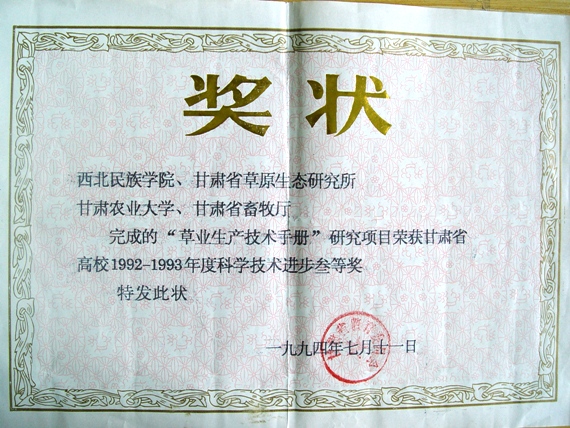 奖状
西北民族学院、甘肃省草原生态研究所
甘肃农业大学、甘肃省畜牧厅
完成的“草业生产技术手册”研究项目荣获甘肃省
高校1992-1993年度科学技术进步叁等奖
特发此状
一九九四年七月十一日